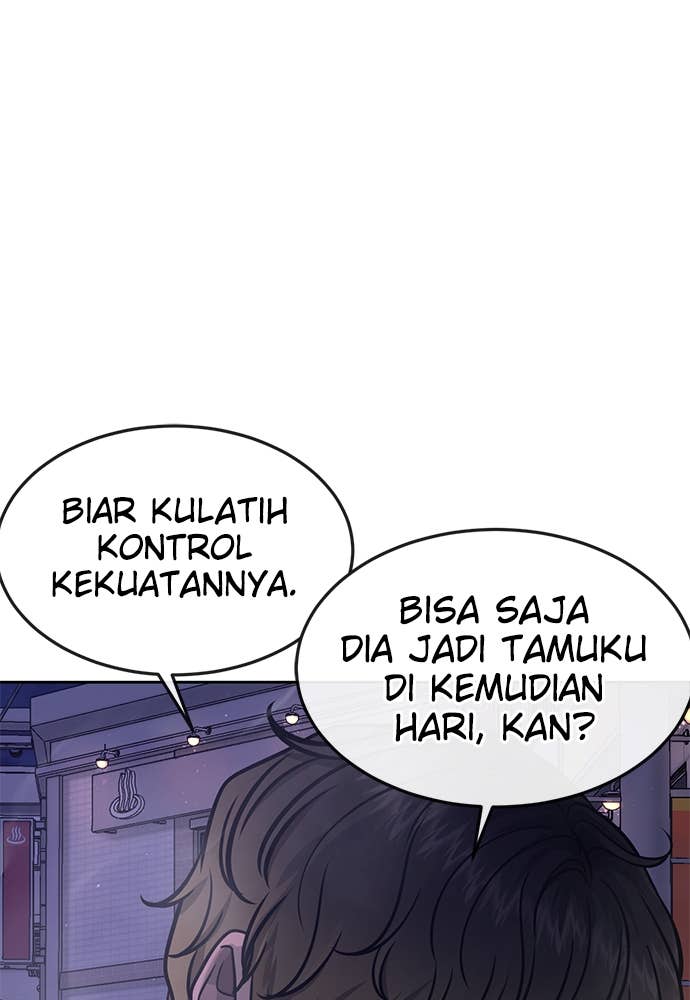 BIAR KULATIH
KONTROL
KEKUATANNYA.
BISA SAJA
DIA JADI TAMUKU
DI KEMUDIAN
HARI, KAN?